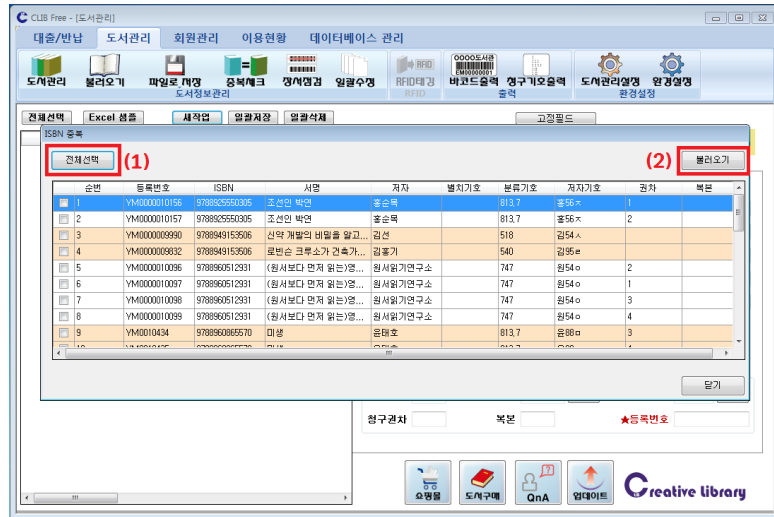 CLIB Free - [도서관리]
대출/반납 도서관리 회원관리 이용현황 데이터베이스 관리
도서관리 불러오기 파일로 저장 중복체크 장서점검 일괄수정 RFID태깅 바코드출력 청구기호출력 도서관리설정 환경설정
도서정보관리 RFID 출력 환경설정
전체선택 Excel 샘플 새작업 일괄저장 일괄삭제 고정필드
ISBN 중복
전체선택 (1) (2) 불러오기
순번 등록번호 ISBN 서명 저자 별치기호 분류기호 저자기호 권차 복본
1 YM0000010156 9788925550305 조선인 박연 홍순목 813.7 홍56ㅈ 1
2 YM0000010157 9788925550305 조선인 박연 홍순목 813.7 홍56ㅈ 2
3 YM0000009990 9788949153506 신약 개발의 비밀을 알고... 김선 518 김54ㅅ
4 YM0000009832 9788949153506 로빈슨 크루소가 건축가... 김홍기 540 김95ㄹ
5 YM0000010096 9788960512931 (원서보다 먼저 읽는)영... 원서읽기연구소 747 원54ㅇ 2
6 YM0000010097 9788960512931 (원서보다 먼저 읽는)영... 원서읽기연구소 747 원54ㅇ 1
7 YM0000010098 9788960512931 (원서보다 먼저 읽는)영... 원서읽기연구소 747 원54ㅇ 3
8 YM0000010099 9788960512931 (원서보다 먼저 읽는)영... 원서읽기연구소 747 원54ㅇ 4
9 YM0010434 9788960865570 미생 윤태호 813.7 윤88ㅁ 3
닫기
청구권차 복본 ★등록번호
쇼핑몰 도서구매 QnA 업데이트 Creative library